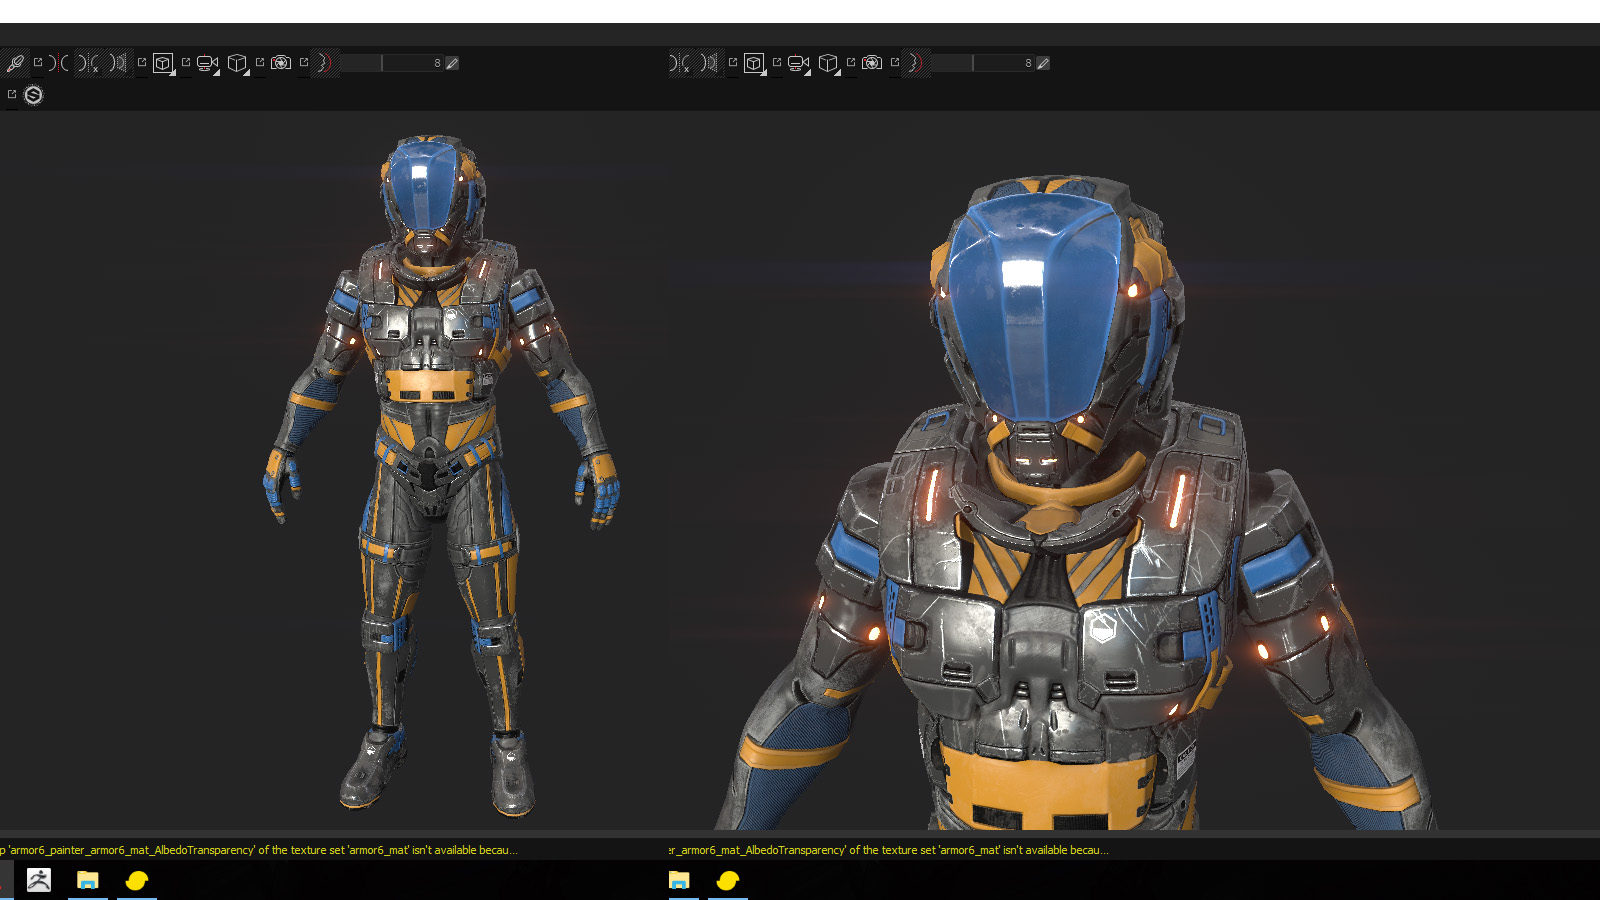 8
8
p 'armor6_painter_armor6_mat_AlbedoTransparency' of the texture set 'armor6_mat' isn't available becau...
er_armor6_mat_AlbedoTransparency' of the texture set 'armor6_mat' isn't available becau...